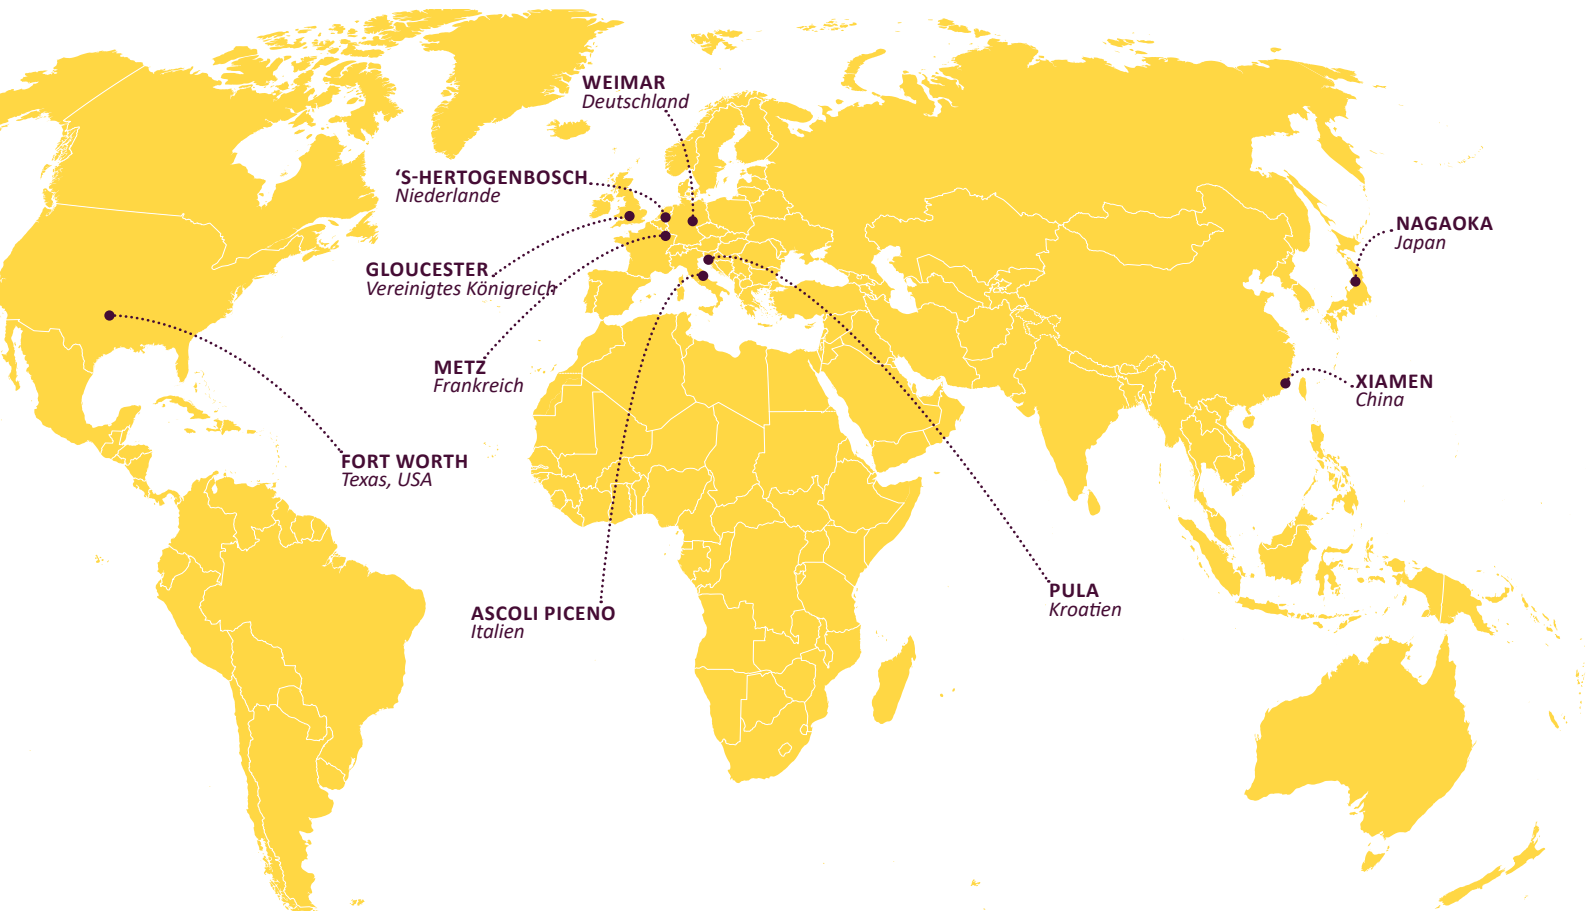 WEIMAR
Deutschland
‘S-HERTOGENBOSCH
Niederlande
GLOUCESTER
Vereinigtes Königreich
METZ
Frankreich
FORT WORTH
Texas, USA
ASCOLI PICENO
Italien
PULA
Kroatien
NAGAOKA
Japan
XIAMEN
China